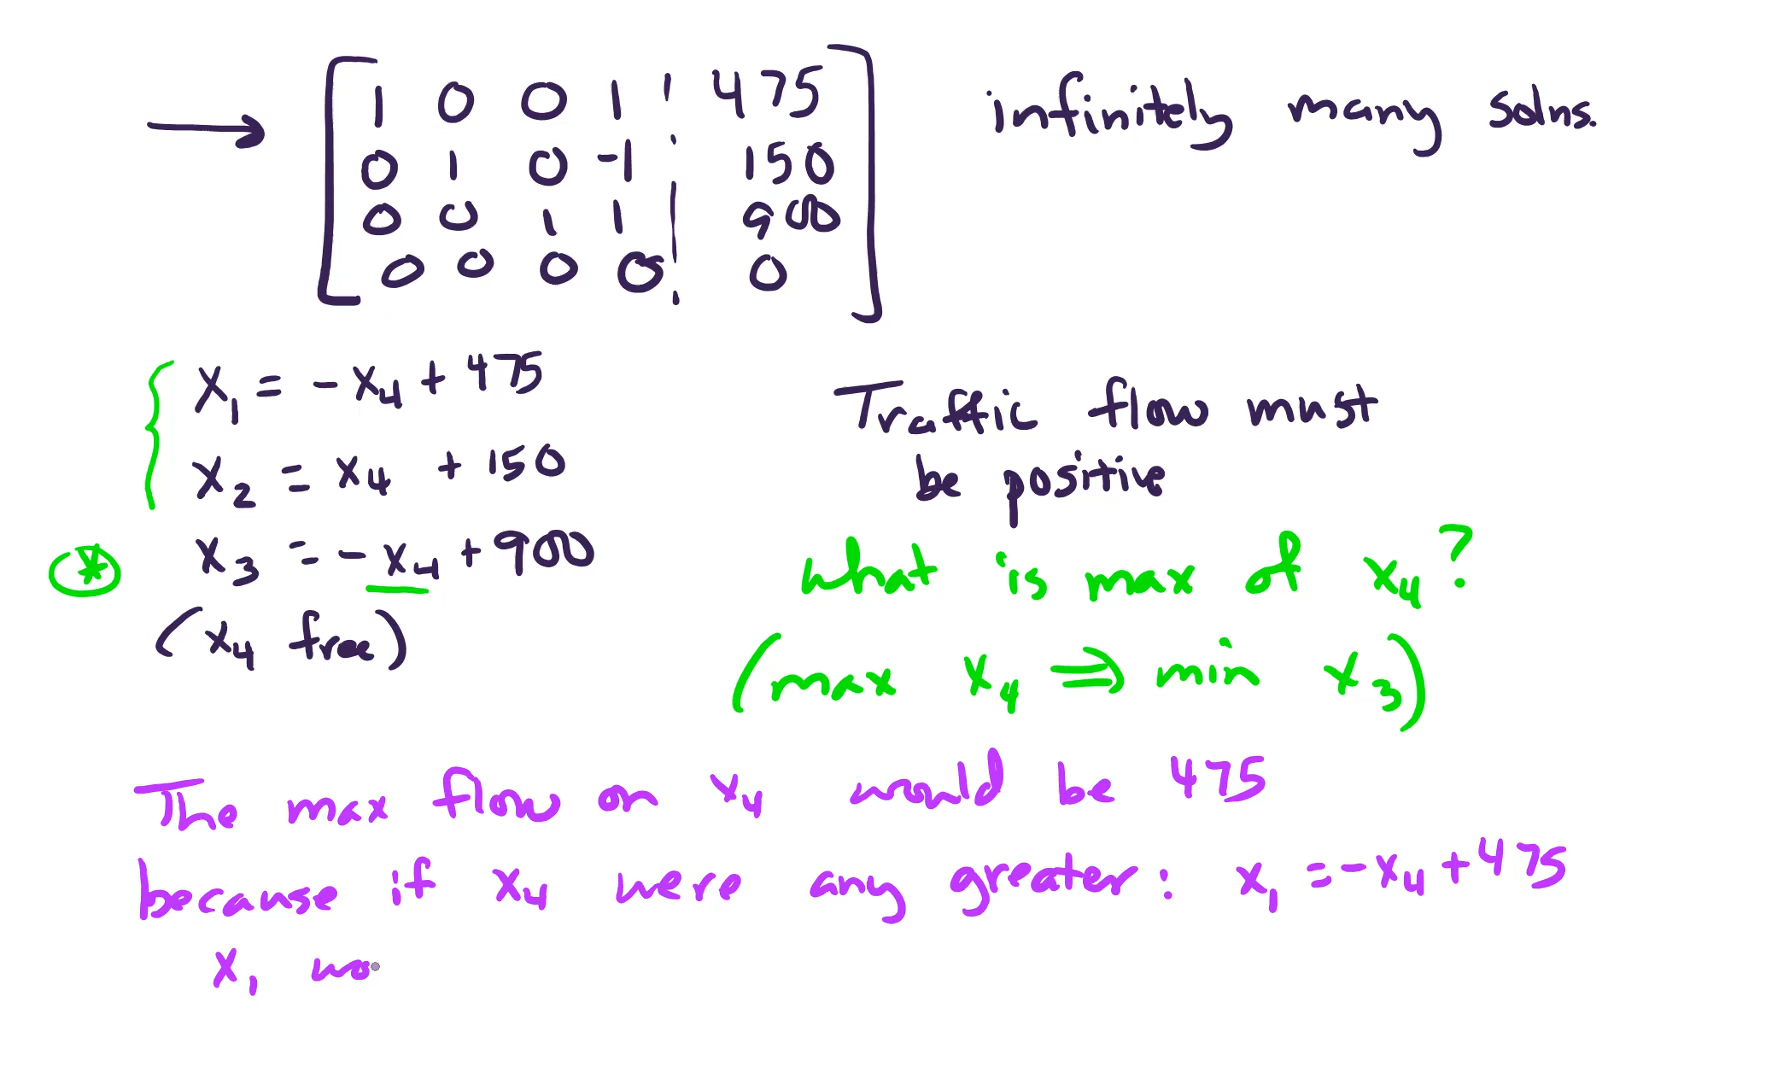 → [ 1 0 0 1 ¦ 475 ] infinitely many solns.
0 1 0 -1 ¦ 150
0 0 1 1 ¦ 900
0 0 0 0 ¦ 0
{ x₁ = -x₄ + 475
x₂ = x₄ + 150
* x₃ = -x₄ + 900
(x₄ free)
Traffic flow must
be positive
what is max of x₄?
(max x₄ ⇒ min x₃)
The max flow on x₄ would be 475
because if x₄ were any greater: x₁ = -x₄ + 475
x₁ wo